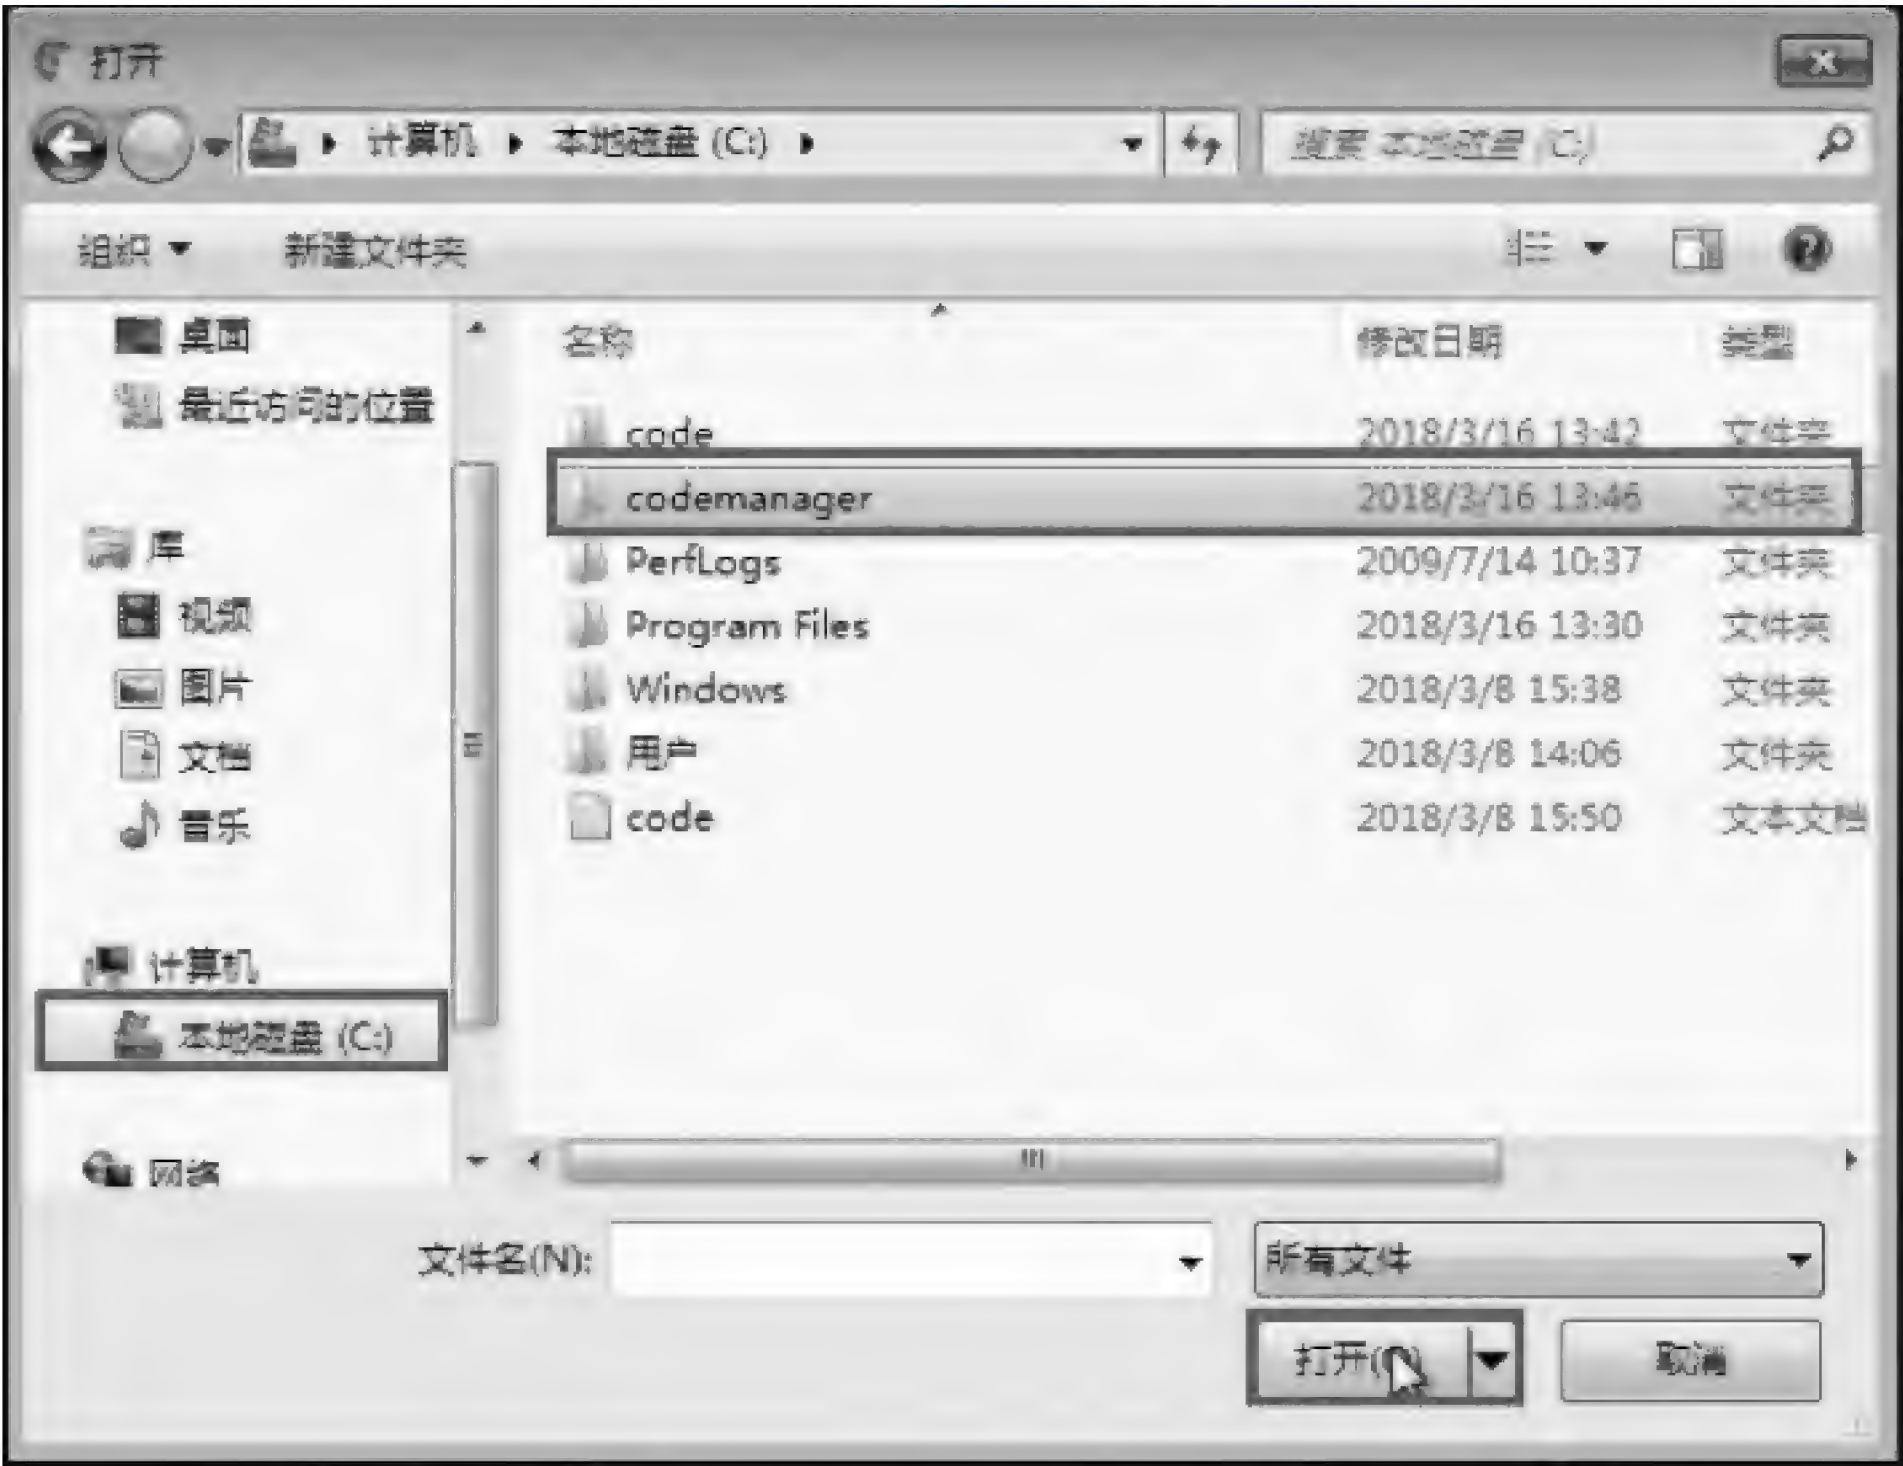 打开
计算机 本地磁盘 (C:)
搜索 本地磁盘 (C:)
组织 新建文件夹
桌面
最近访问的位置
库
视频
图片
文档
音乐
计算机
本地磁盘 (C:)
网络
名称 修改日期 类型
code 2018/3/16 13:42 文件夹
codemanager 2018/3/16 13:46 文件夹
PerfLogs 2009/7/14 10:37 文件夹
Program Files 2018/3/16 13:30 文件夹
Windows 2018/3/8 15:38 文件夹
用户 2018/3/8 14:06 文件夹
code 2018/3/8 15:50 文本文档
文件名(N): 所有文件
打开(O) 取消